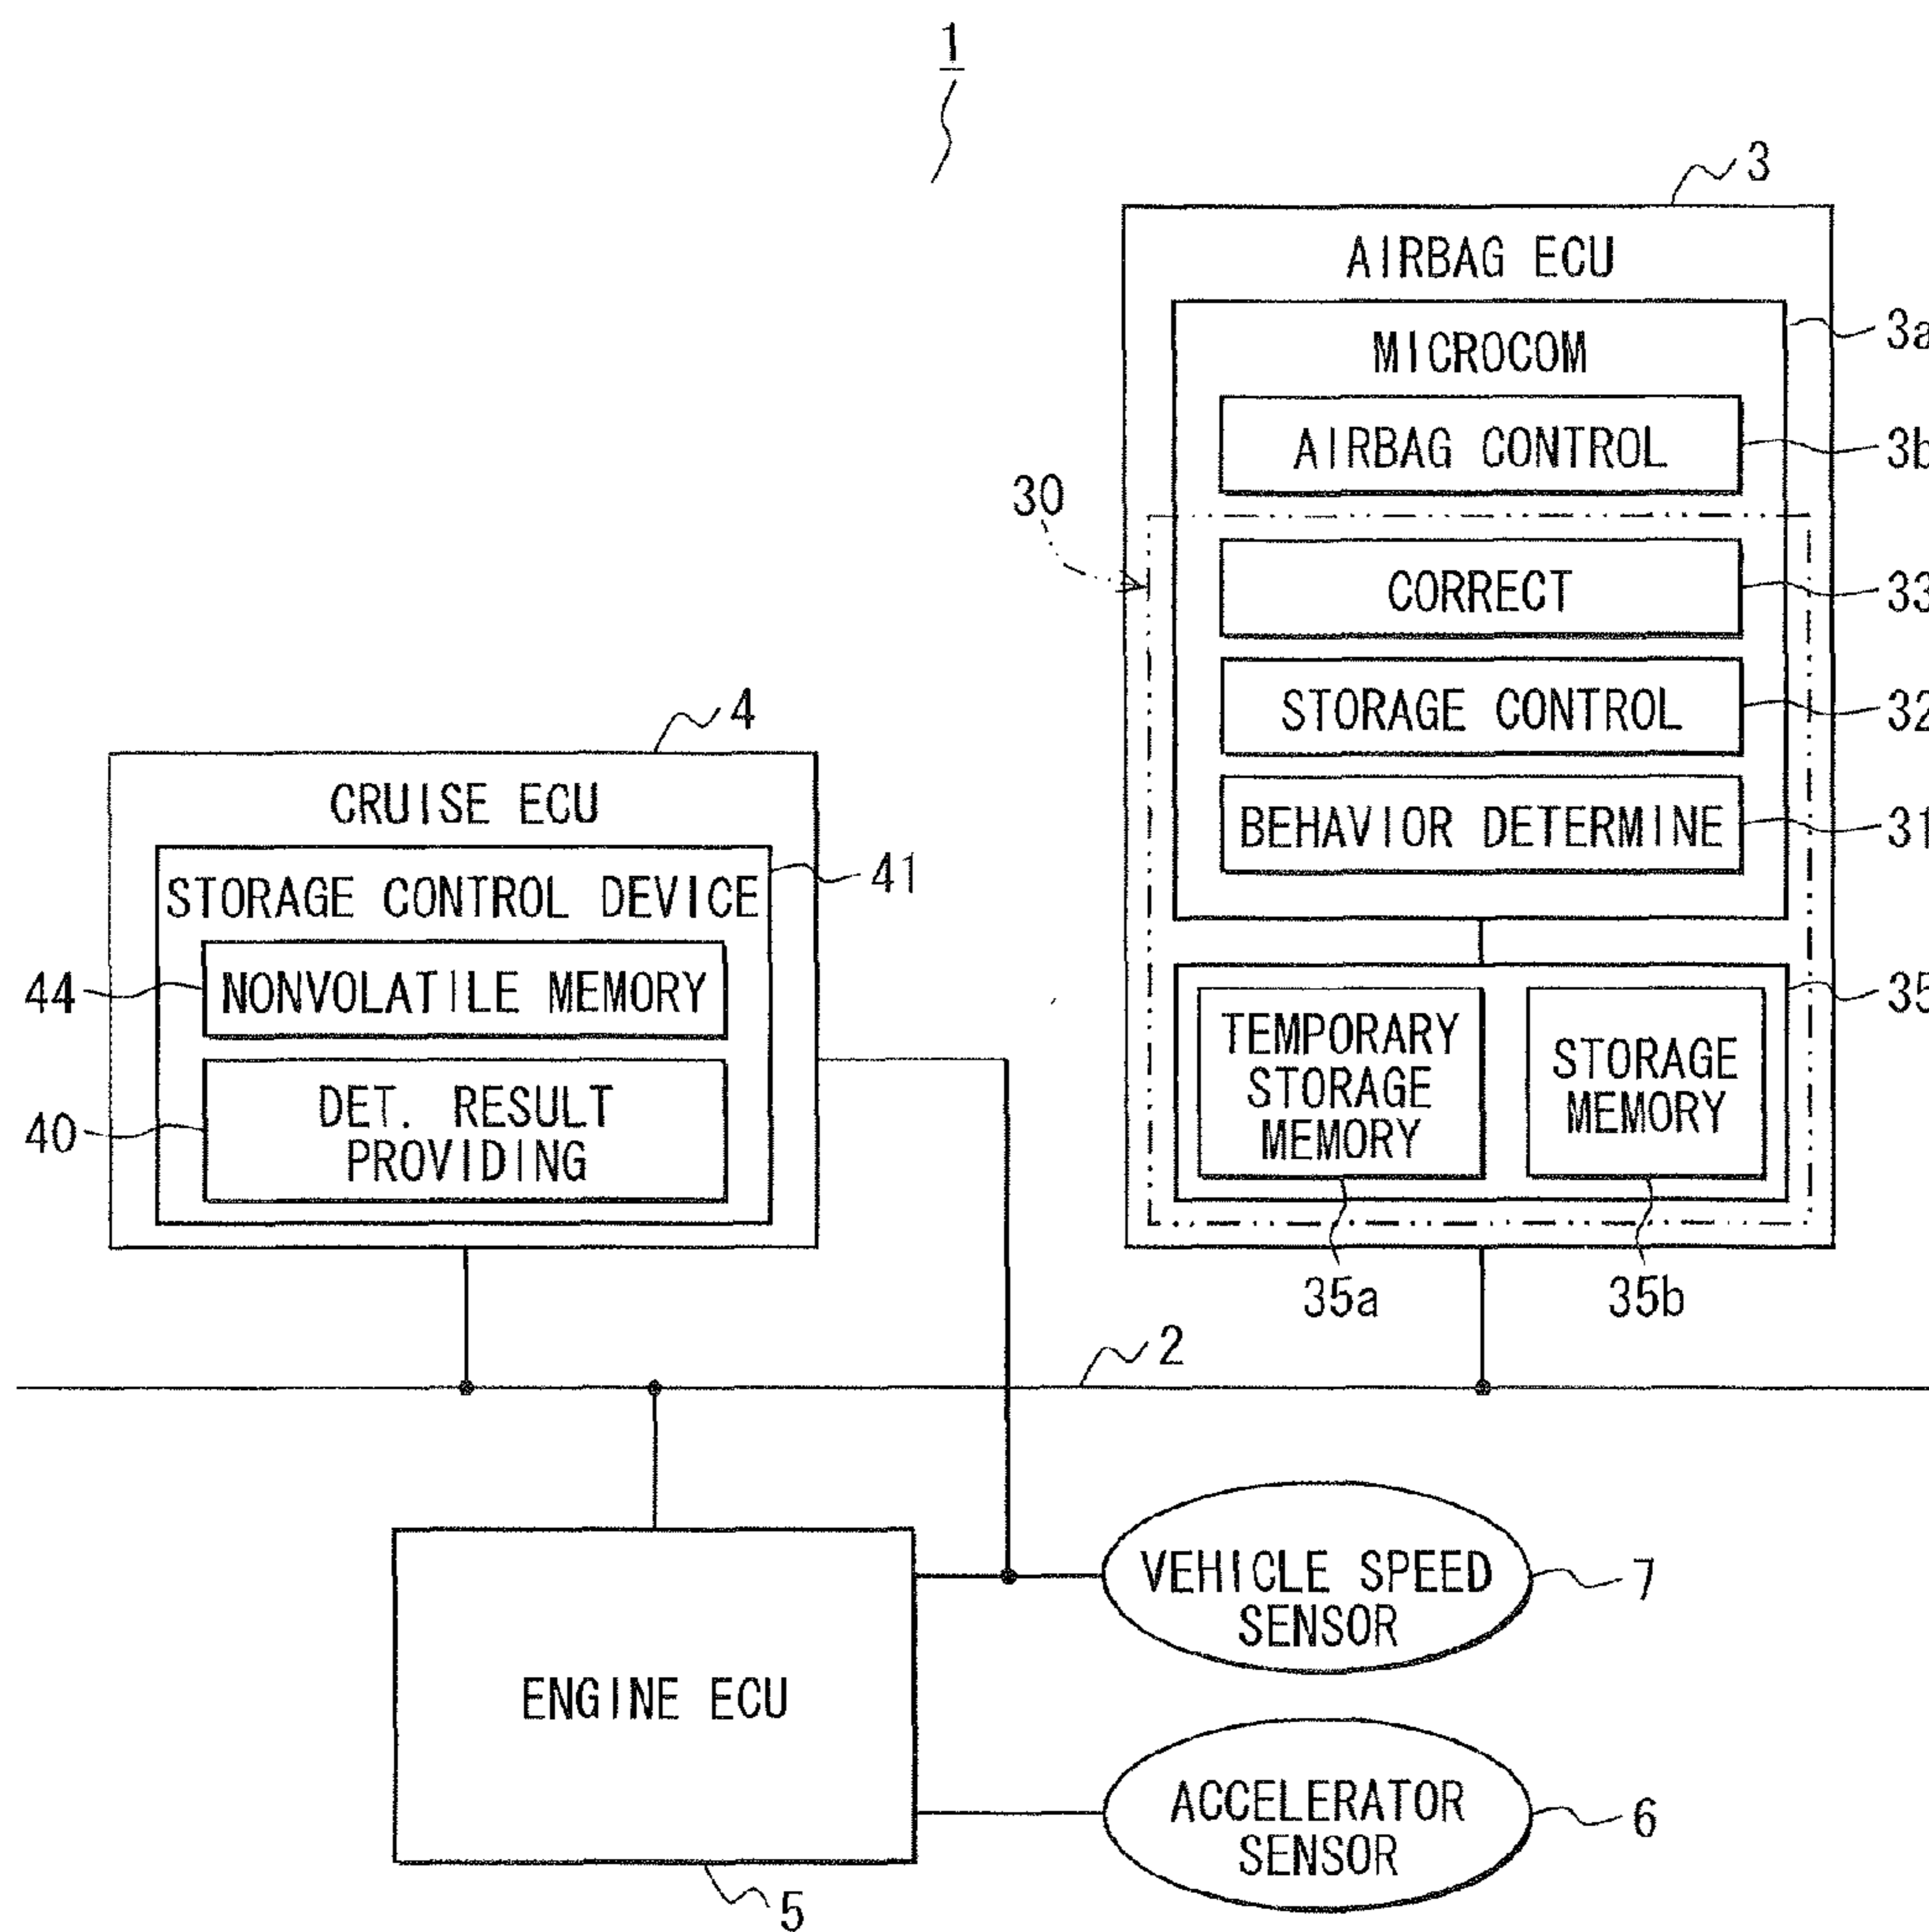 1
3
AIRBAG ECU
3a
MICROCOM
AIRBAG CONTROL
3b
30
CORRECT
33
STORAGE CONTROL
32
BEHAVIOR DETERMINE
31
4
CRUISE ECU
41
STORAGE CONTROL DEVICE
44
NONVOLATILE MEMORY
40
DET. RESULT
PROVIDING
35
TEMPORARY
STORAGE
MEMORY
STORAGE
MEMORY
35a
35b
2
VEHICLE SPEED
SENSOR
7
ENGINE ECU
ACCELERATOR
SENSOR
6
5